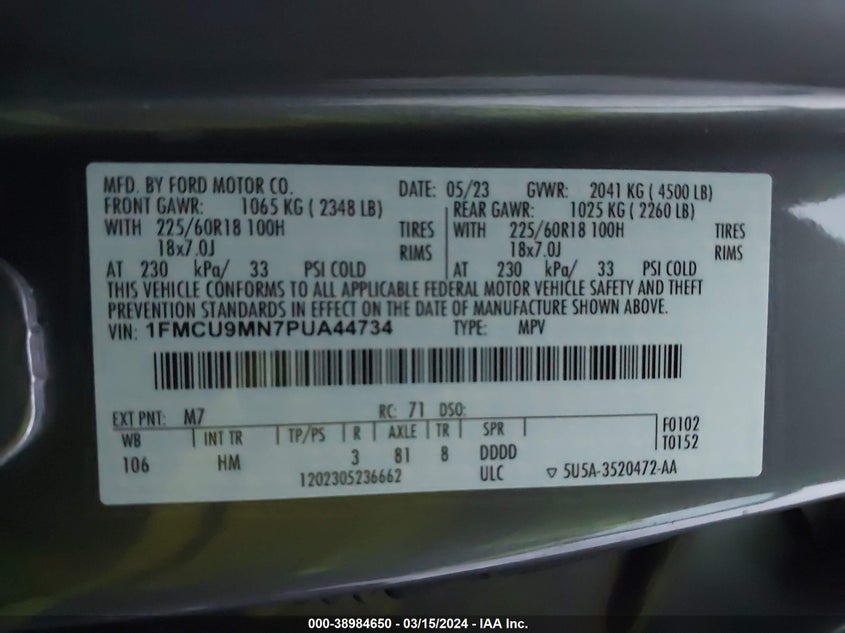 MFD. BY FORD MOTOR CO. DATE: 05/23 GVWR: 2041 KG ( 4500 LB)
FRONT GAWR: 1065 KG ( 2348 LB) REAR GAWR: 1025 KG ( 2260 LB)
WITH 225/60R18 100H TIRES WITH 225/60R18 100H TIRES
18x7.0J RIMS 18x7.0J RIMS
AT 230 kPa/ 33 PSI COLD AT 230 kPa/ 33 PSI COLD
THIS VEHICLE CONFORMS TO ALL APPLICABLE FEDERAL MOTOR VEHICLE SAFETY AND THEFT
PREVENTION STANDARDS IN EFFECT ON THE DATE OF MANUFACTURE SHOWN ABOVE.
VIN: 1FMCU9MN7PUA44734 TYPE: MPV
EXT PNT: M7 RC: 71 DSO:
WB INT TR TP/PS R AXLE TR SPR F0102
T0152
106 HM 3 81 8 DDDD
1202305236662 ULC ▽ 5U5A-3520472-AA
000-38984650 - 03/15/2024 - IAA Inc.